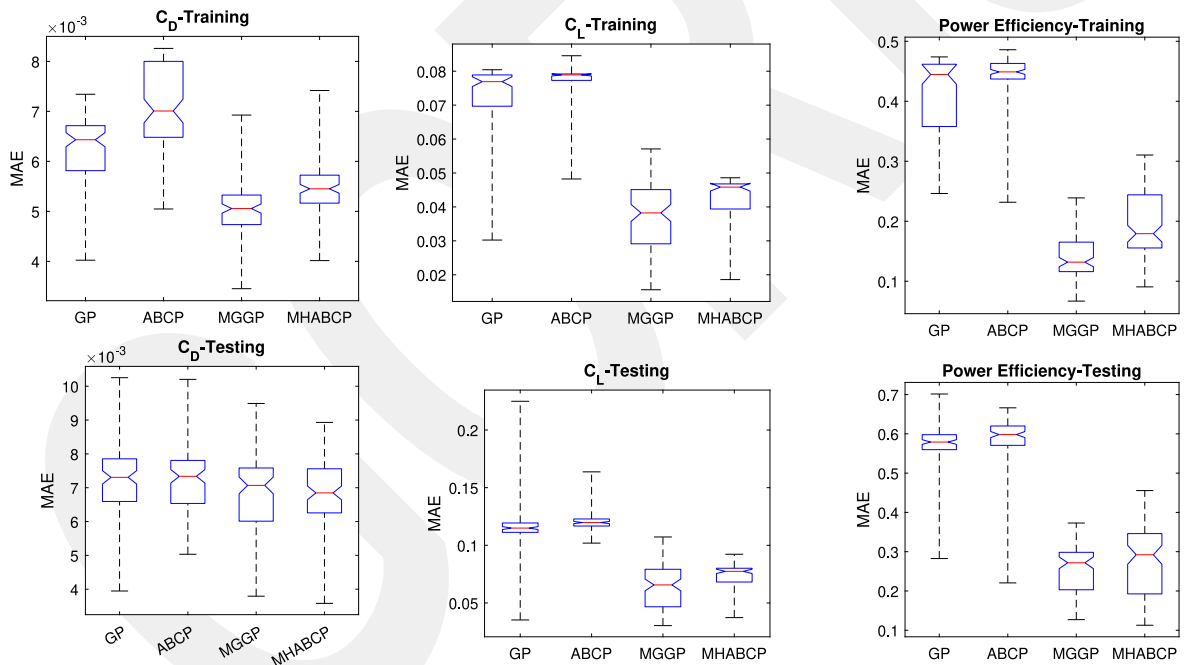 C_D-Training
×10⁻³
8
7
6
5
4
MAE
GP ABCP MGGP MHABCP
C_L-Training
0.08
0.07
0.06
0.05
0.04
0.03
0.02
MAE
GP ABCP MGGP MHABCP
Power Efficiency-Training
0.5
0.4
0.3
0.2
0.1
MAE
GP ABCP MGGP MHABCP
C_D-Testing
×10⁻³
10
9
8
7
6
5
4
MAE
GP ABCP MGGP MHABCP
C_L-Testing
0.2
0.15
0.1
0.05
MAE
GP ABCP MGGP MHABCP
Power Efficiency-Testing
0.7
0.6
0.5
0.4
0.3
0.2
0.1
MAE
GP ABCP MGGP MHABCP